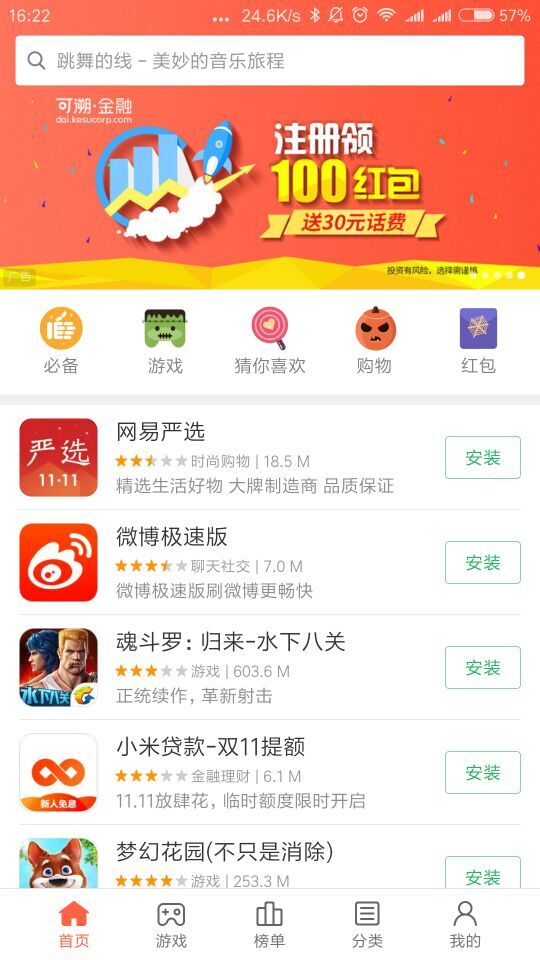 16:22 ... 24.6K/s 57%
跳舞的线 - 美妙的音乐旅程
可溯·金融
dai.kesucorp.com
注册领
100红包
送30元话费
投资有风险，选择需谨慎
广告
必备 游戏 猜你喜欢 购物 红包
严选
11·11
网易严选
时尚购物 | 18.5 M
精选生活好物 大牌制造商 品质保证
安装
微博极速版
聊天社交 | 7.0 M
微博极速版刷微博更畅快
安装
水下八关
魂斗罗：归来-水下八关
游戏 | 603.6 M
正统续作，革新射击
安装
新人免息
小米贷款-双11提额
金融理财 | 6.1 M
11.11放肆花，临时额度限时开启
安装
梦幻花园(不只是消除)
游戏 | 253.3 M
安装
首页 游戏 榜单 分类 我的